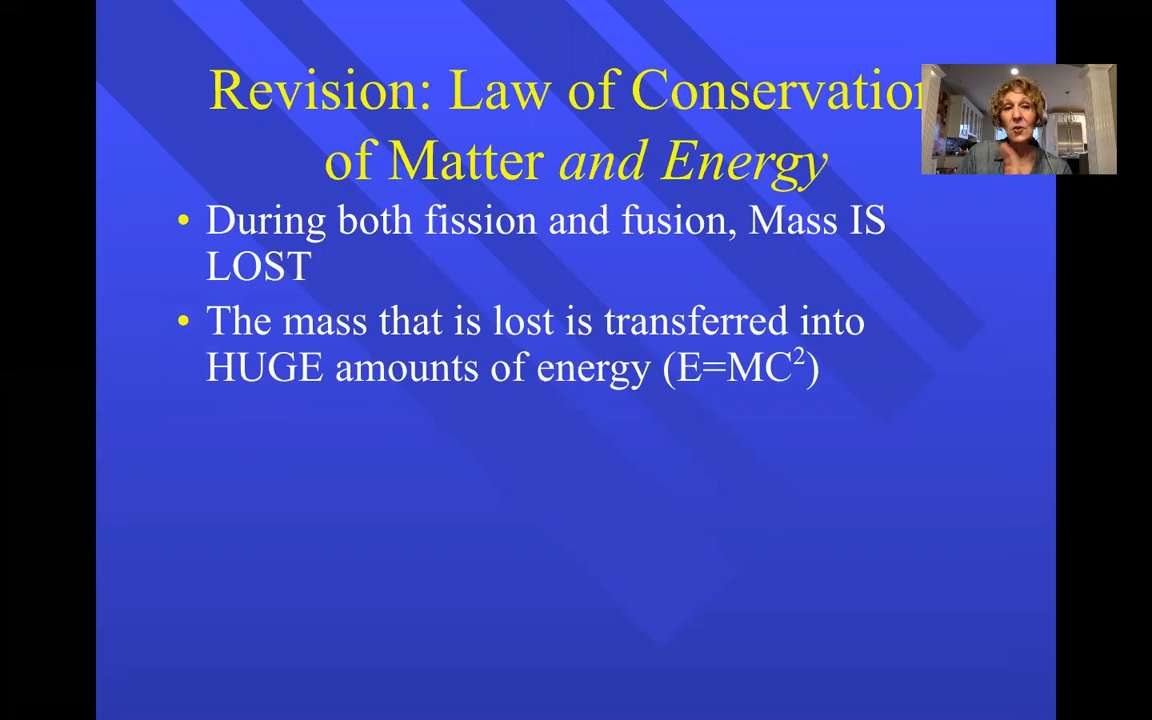 Revision: Law of Conservation
of Matter and Energy
• During both fission and fusion, Mass IS
LOST
• The mass that is lost is transferred into
HUGE amounts of energy (E=MC²)